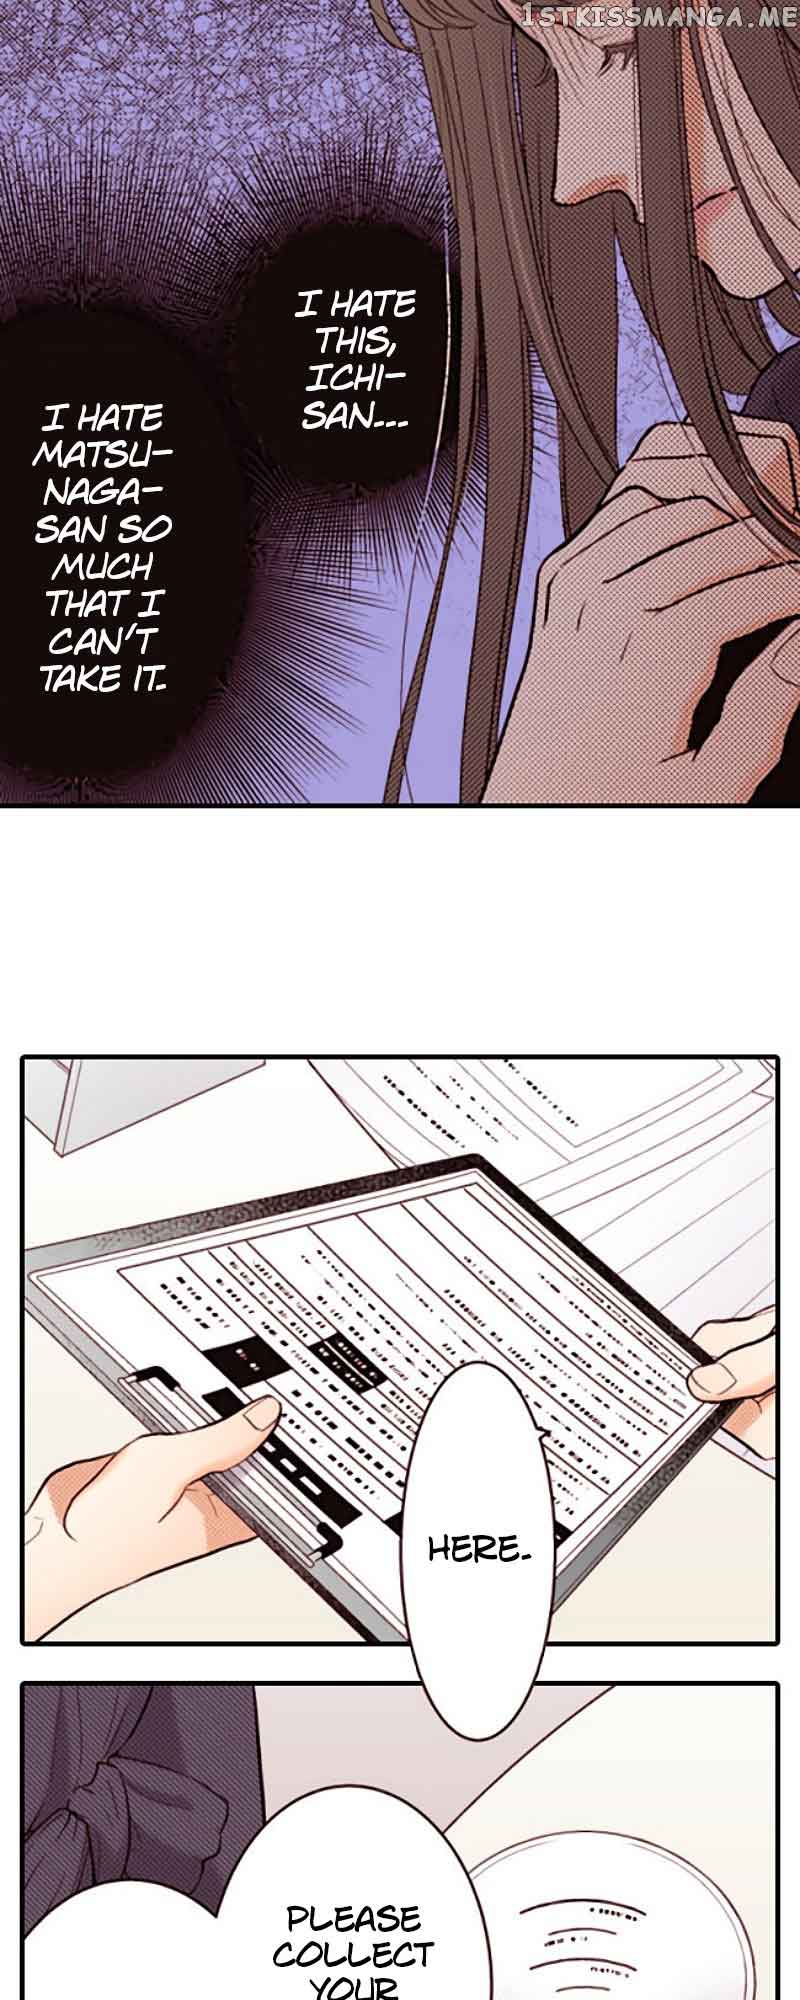 1STKISSMANGA.ME
I HATE
THIS,
ICHI-
SAN...
I HATE
MATSU-
NAGA-
SAN SO
MUCH
THAT I
CAN'T
TAKE IT.
HERE.
PLEASE
COLLECT
YOUR